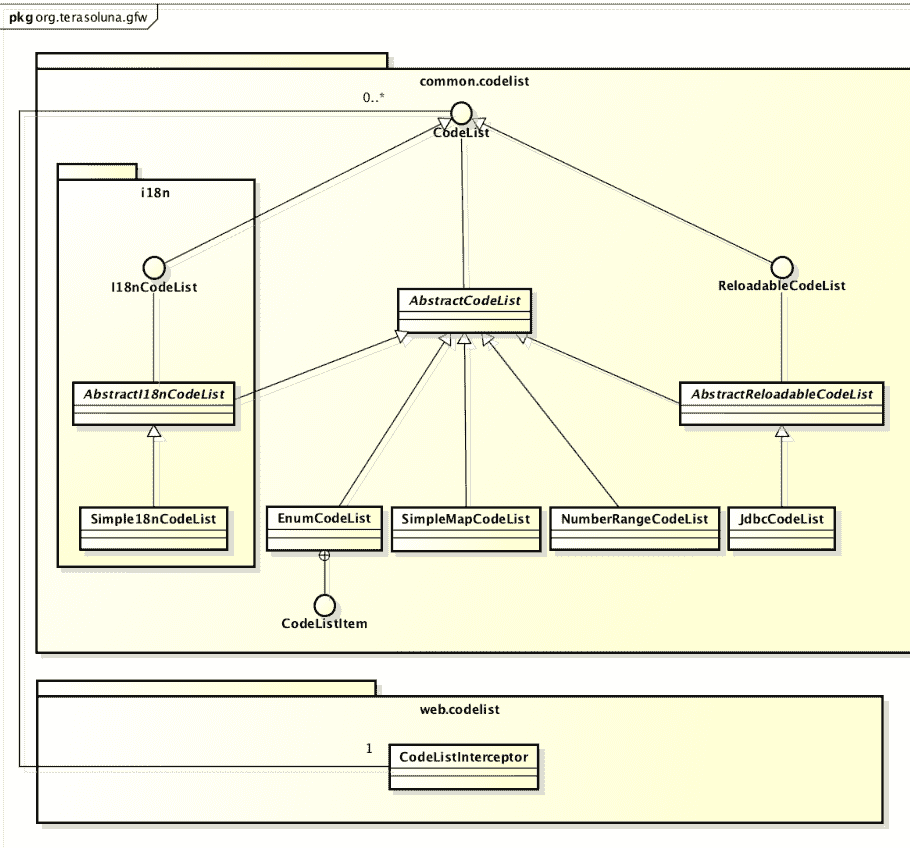 pkg org.terasoluna.gfw
common.codelist
0..*
CodeList
i18n
I18nCodeList
ReloadableCodeList
AbstractCodeList
AbstractI18nCodeList
AbstractReloadableCodeList
Simple18nCodeList
EnumCodeList
SimpleMapCodeList
NumberRangeCodeList
JdbcCodeList
CodeListItem
web.codelist
1
CodeListInterceptor